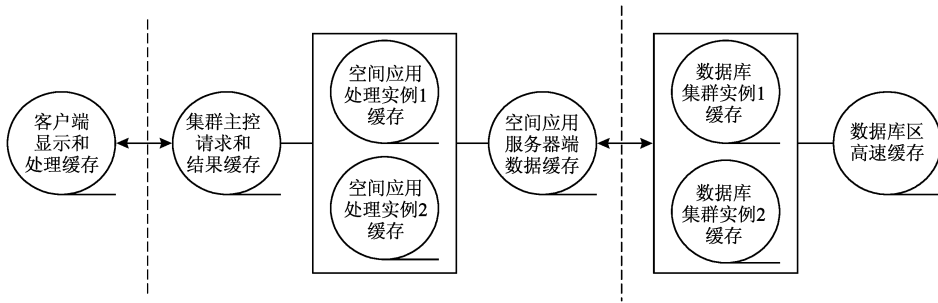 客户端
显示和
处理缓存
集群主控
请求和
结果缓存
空间应用
处理实例1
缓存
空间应用
处理实例2
缓存
空间应用
服务器端
数据缓存
数据库
集群实例1
缓存
数据库
集群实例2
缓存
数据库区
高速缓存